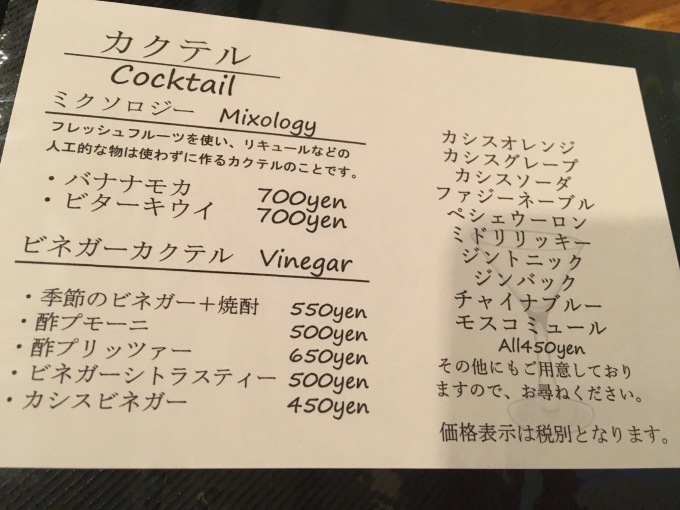 カクテル
Cocktail
ミクソロジー Mixology
フレッシュフルーツを使い、リキュールなどの
人工的な物は使わずに作るカクテルのことです。
・バナナモカ 700yen
・ビターキウイ 700yen
ビネガーカクテル Vinegar
・季節のビネガー＋焼酎 550yen
・酢プモーニ 500yen
・酢プリッツァー 650yen
・ビネガーシトラスティー 500yen
・カシスビネガー 450yen
カシスオレンジ
カシスグレープ
カシスソーダ
ファジーネーブル
ペシェウーロン
ミドリリッキー
ジントニック
ジンバック
チャイナブルー
モスコミュール
All450yen
その他にもご用意しており
ますので、お尋ねください。
価格表示は税別となります。